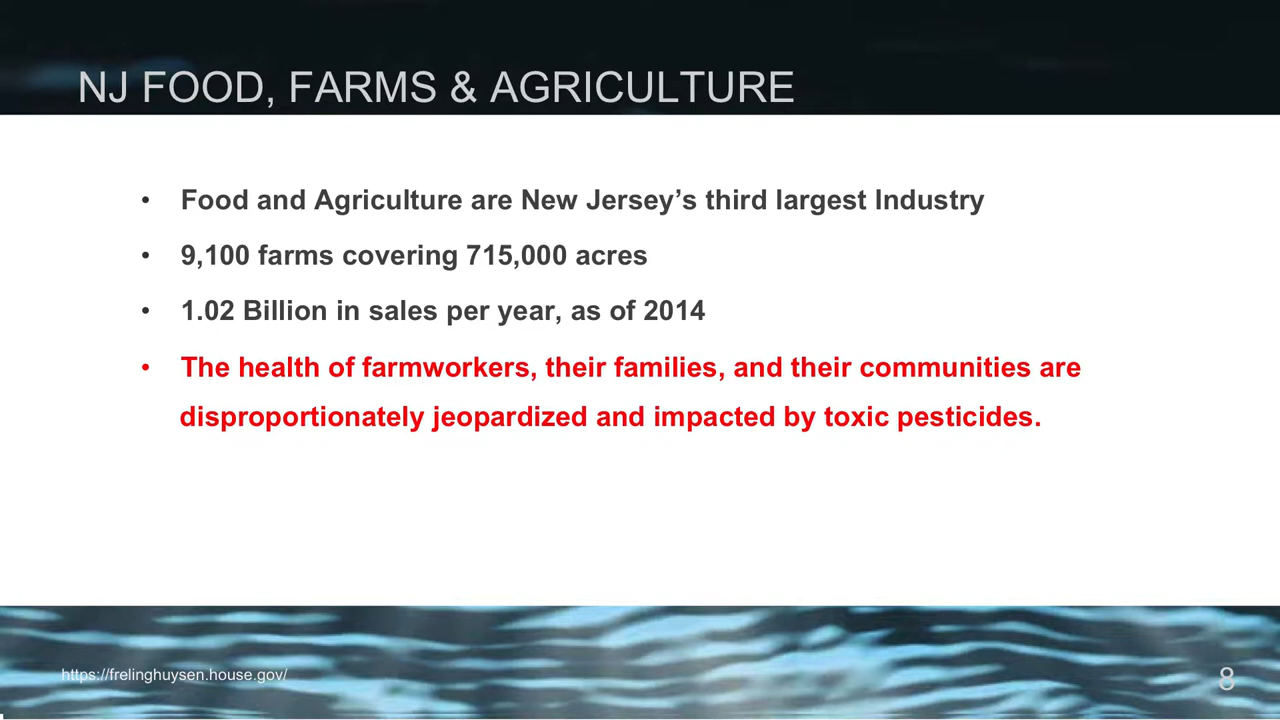 NJ FOOD, FARMS & AGRICULTURE
• Food and Agriculture are New Jersey’s third largest Industry
• 9,100 farms covering 715,000 acres
• 1.02 Billion in sales per year, as of 2014
• The health of farmworkers, their families, and their communities are
disproportionately jeopardized and impacted by toxic pesticides.
https://frelinghuysen.house.gov/
8